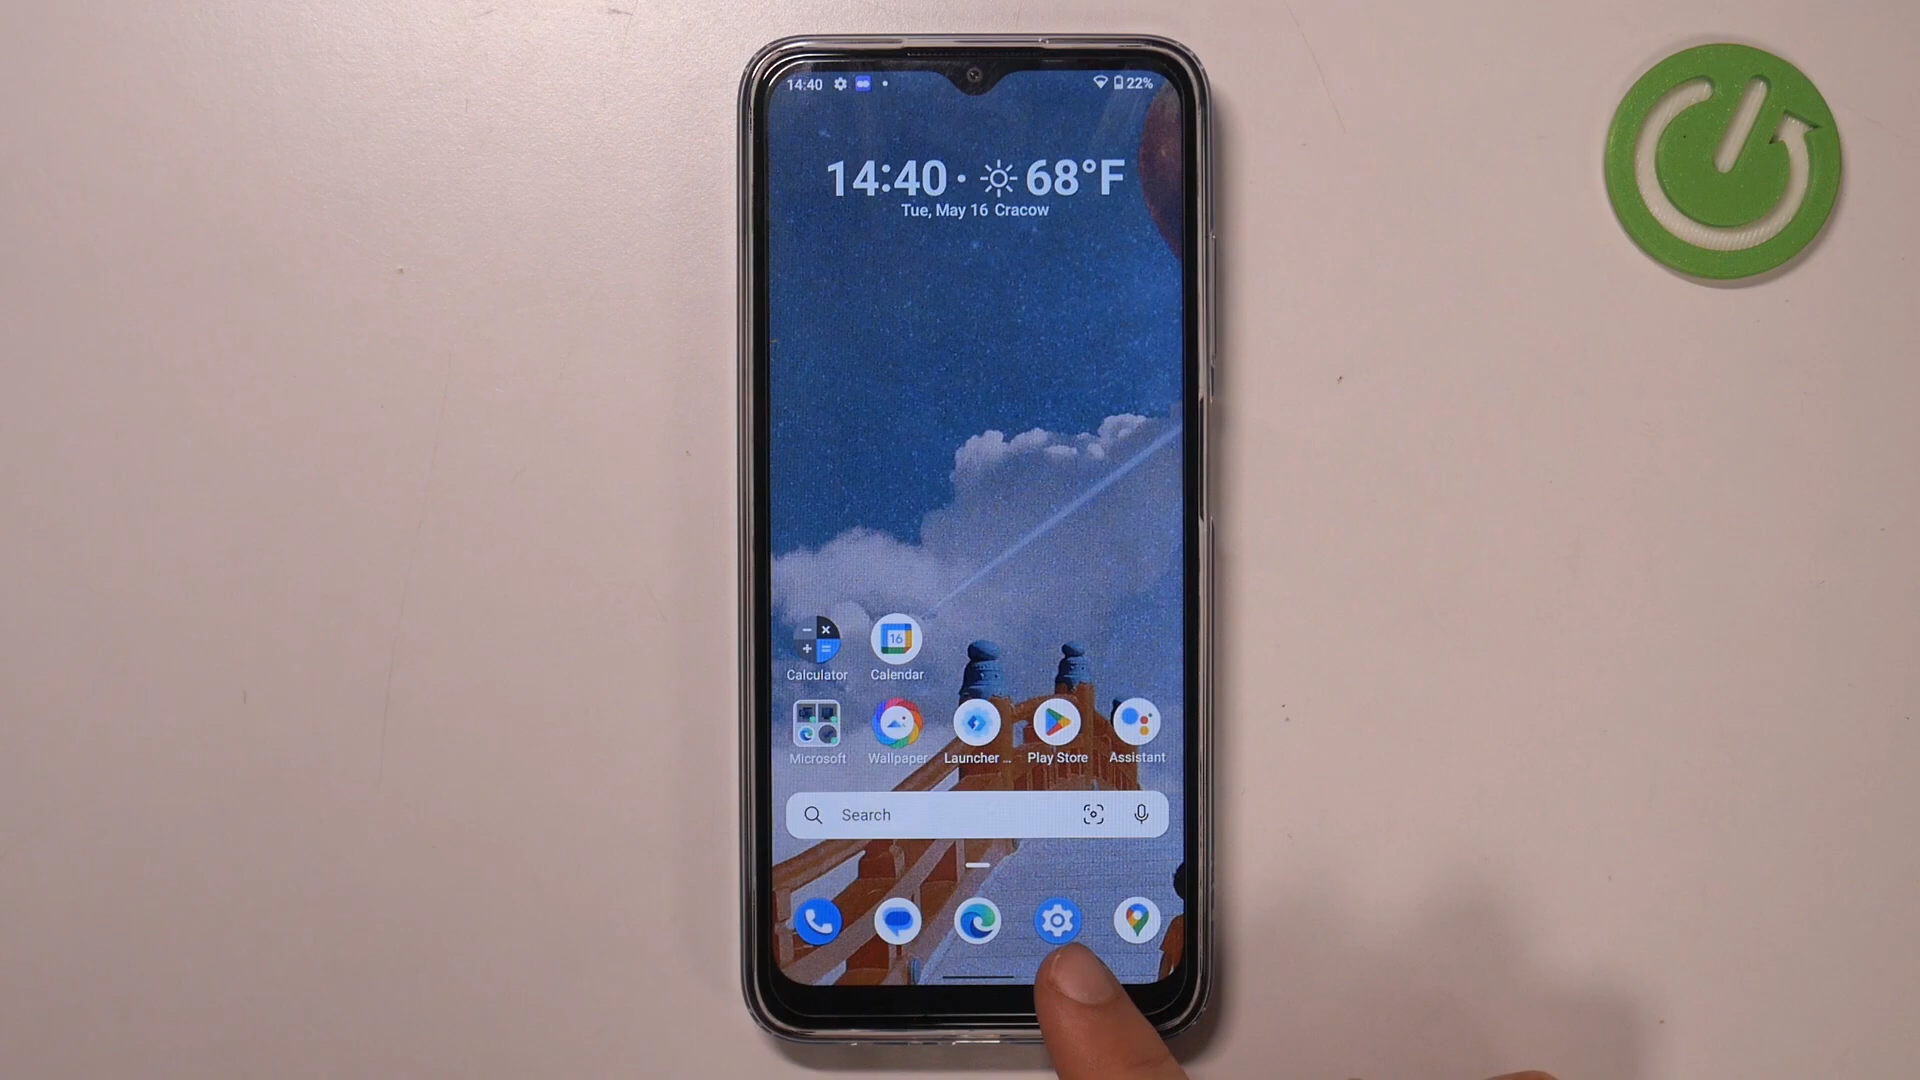 14:40
22%
14:40 · 68°F
Tue, May 16 Cracow
16
Calculator
Calendar
Microsoft
Wallpaper
Launcher ...
Play Store
Assistant
Search